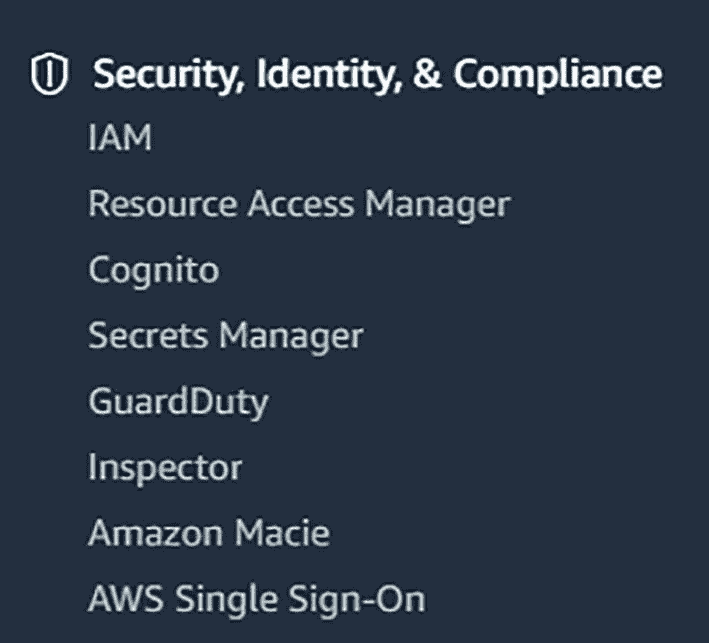 Security, Identity, & Compliance
IAM
Resource Access Manager
Cognito
Secrets Manager
GuardDuty
Inspector
Amazon Macie
AWS Single Sign-On